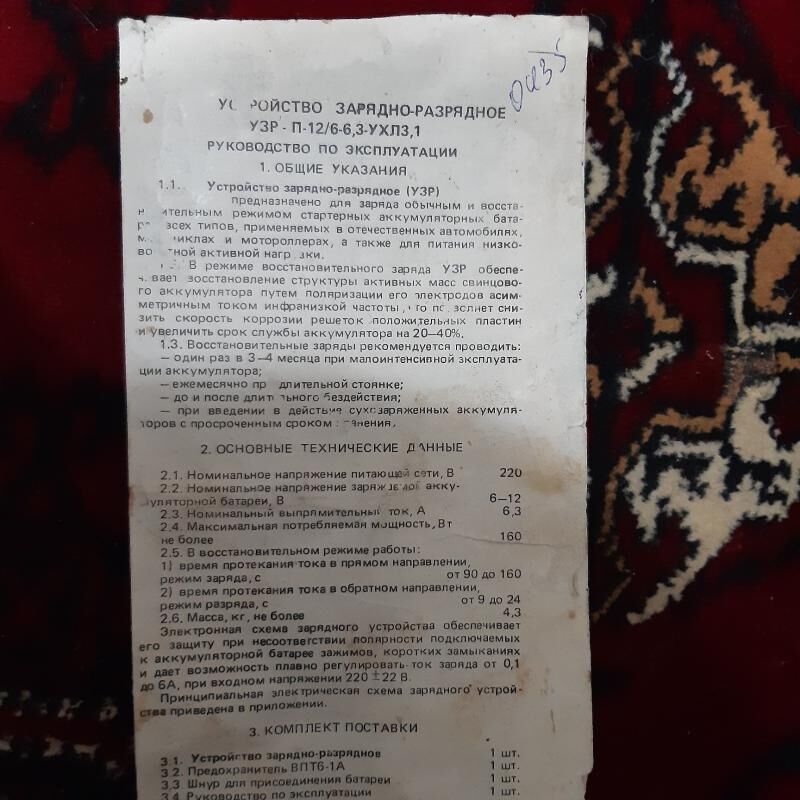 0435
УСТРОЙСТВО ЗАРЯДНО-РАЗРЯДНОЕ
УЗР - П-12/6-6,3-УХЛ3,1
РУКОВОДСТВО ПО ЭКСПЛУАТАЦИИ
1. ОБЩИЕ УКАЗАНИЯ
1.1. Устройство зарядно-разрядное (УЗР)
предназначено для заряда обычным и восста-
новительным режимом стартерных аккумуляторных бата-
рей всех типов, применяемых в отечественных автомобилях,
мотоциклах и мотороллерах, а также для питания низко-
вольтной активной нагрузки.
В режиме восстановительного заряда УЗР обеспе-
чивает восстановление структуры активных масс свинцово-
го аккумулятора путем поляризации его электродов асим-
метричным током инфранизкой частоты, что позволяет сни-
зить скорость коррозии решеток положительных пластин
и увеличить срок службы аккумулятора на 20—40%.
1.3. Восстановительные заряды рекомендуется проводить:
— один раз в 3—4 месяца при малоинтенсивной эксплуата-
ции аккумулятора;
— ежемесячно при длительной стоянке;
— до и после длительного бездействия;
— при введении в действие сухозаряженных аккумуля-
торов с просроченным сроком хранения.
2. ОСНОВНЫЕ ТЕХНИЧЕСКИЕ ДАННЫЕ
2.1. Номинальное напряжение питающей сети, В 220
2.2. Номинальное напряжение заряжаемой акку-
муляторной батареи, В 6—12
2.3. Номинальный выпрямительный ток, А 6,3
2.4. Максимальная потребляемая мощность, Вт
не более 160
2.5. В восстановительном режиме работы:
1) время протекания тока в прямом направлении,
режим заряда, с от 90 до 160
2) время протекания тока в обратном направлении,
режим разряда, с от 9 до 24
2.6. Масса, кг, не более 4,3
Электронная схема зарядного устройства обеспечивает
его защиту при несоответствии полярности подключаемых
к аккумуляторной батарее зажимов, коротких замыканиях
и дает возможность плавно регулировать ток заряда от 0,1
до 6А, при входном напряжении 220 ± 22 В.
Принципиальная электрическая схема зарядного устрой-
ства приведена в приложении.
3. КОМПЛЕКТ ПОСТАВКИ
3.1. Устройство зарядно-разрядное 1 шт.
3.2. Предохранитель ВПТ6-1А 1 шт.
3.3 Шнур для присоединения батареи 1 шт.
3.4 Руководство по эксплуатации 1 шт.